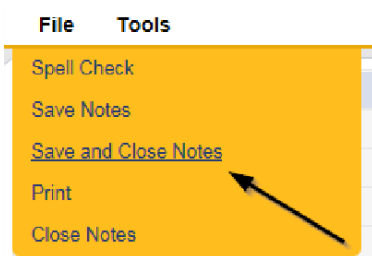 File Tools
Spell Check
Save Notes
Save and Close Notes
Print
Close Notes